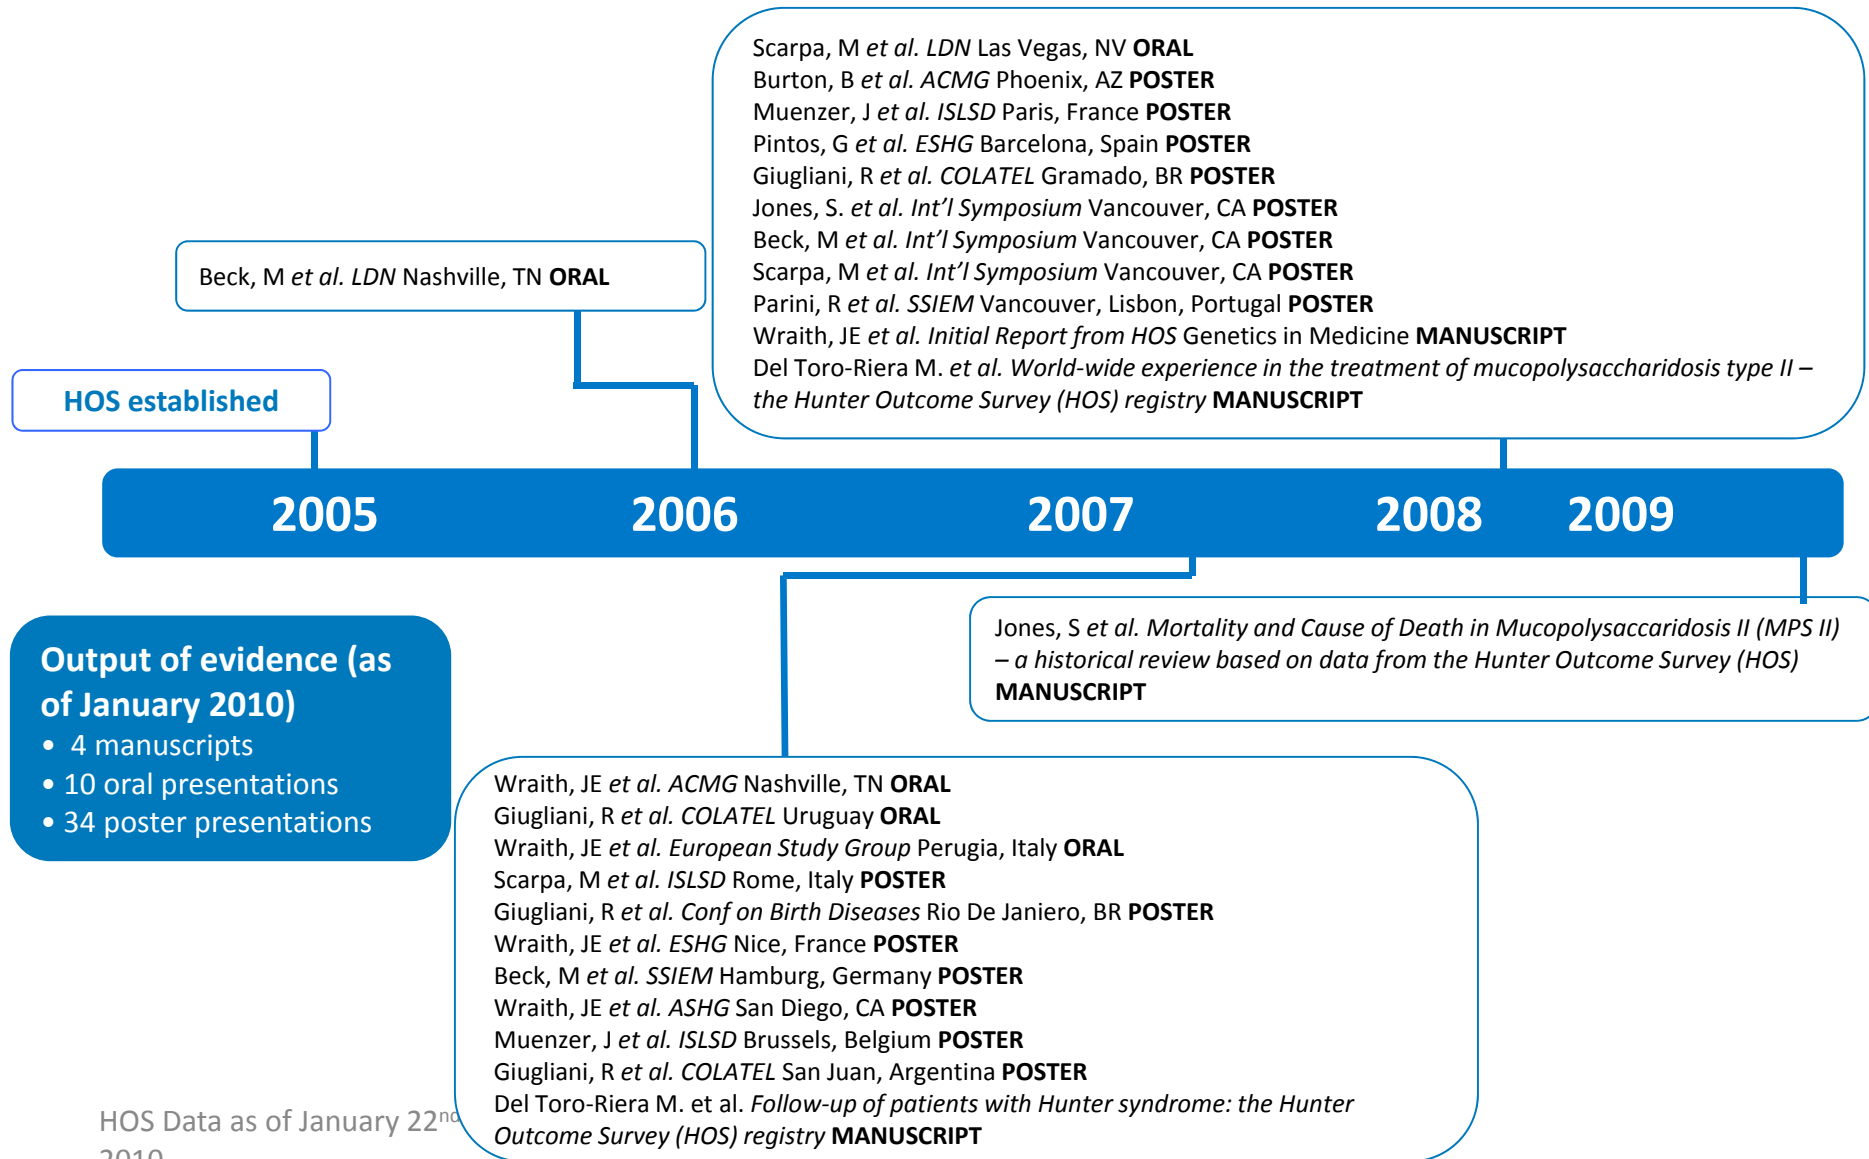 Scarpa, M et al. LDN Las Vegas, NV ORAL
Burton, B et al. ACMG Phoenix, AZ POSTER
Muenzer, J et al. ISLSD Paris, France POSTER
Pintos, G et al. ESHG Barcelona, Spain POSTER
Giugliani, R et al. COLATEL Gramado, BR POSTER
Jones, S. et al. Int'l Symposium Vancouver, CA POSTER
Beck, M et al. Int'l Symposium Vancouver, CA POSTER
Scarpa, M et al. Int'l Symposium Vancouver, CA POSTER
Parini, R et al. SSIEM Vancouver, Lisbon, Portugal POSTER
Wraith, JE et al. Initial Report from HOS Genetics in Medicine MANUSCRIPT
Del Toro-Riera M. et al. World-wide experience in the treatment of mucopolysaccharidosis type II –
the Hunter Outcome Survey (HOS) registry MANUSCRIPT
Beck, M et al. LDN Nashville, TN ORAL
HOS established
2005 2006 2007 2008 2009
Jones, S et al. Mortality and Cause of Death in Mucopolysaccaridosis II (MPS II)
– a historical review based on data from the Hunter Outcome Survey (HOS)
MANUSCRIPT
Output of evidence (as
of January 2010)
• 4 manuscripts
• 10 oral presentations
• 34 poster presentations
Wraith, JE et al. ACMG Nashville, TN ORAL
Giugliani, R et al. COLATEL Uruguay ORAL
Wraith, JE et al. European Study Group Perugia, Italy ORAL
Scarpa, M et al. ISLSD Rome, Italy POSTER
Giugliani, R et al. Conf on Birth Diseases Rio De Janiero, BR POSTER
Wraith, JE et al. ESHG Nice, France POSTER
Beck, M et al. SSIEM Hamburg, Germany POSTER
Wraith, JE et al. ASHG San Diego, CA POSTER
Muenzer, J et al. ISLSD Brussels, Belgium POSTER
Giugliani, R et al. COLATEL San Juan, Argentina POSTER
Del Toro-Riera M. et al. Follow-up of patients with Hunter syndrome: the Hunter
Outcome Survey (HOS) registry MANUSCRIPT
HOS Data as of January 22nd
2010